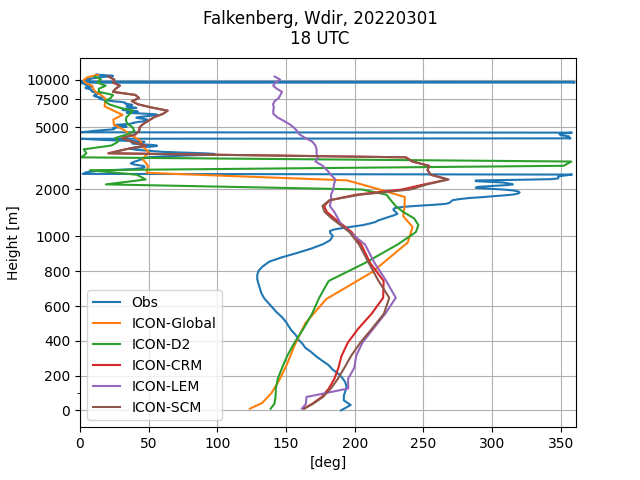 Falkenberg, Wdir, 20220301
18 UTC
Height [m]
10000
7500
5000
2000
1000
800
600
400
200
0
Obs
ICON-Global
ICON-D2
ICON-CRM
ICON-LEM
ICON-SCM
0 50 100 150 200 250 300 350
[deg]